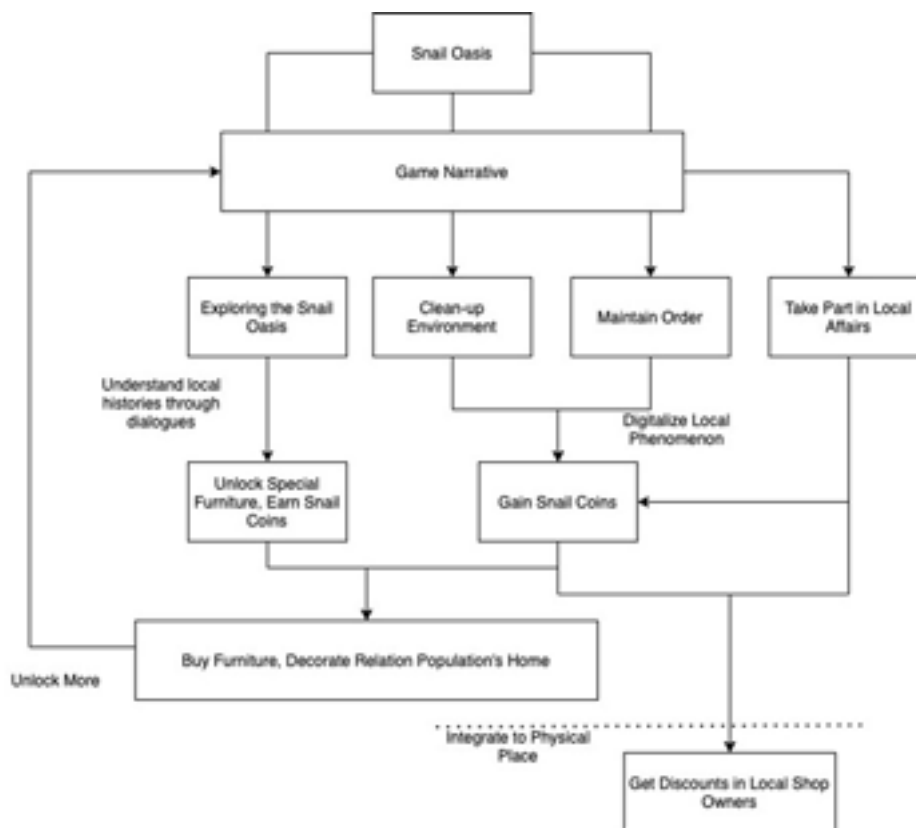 Snail Oasis
Game Narrative
Exploring the Snail
Oasis
Clean-up
Environment
Maintain Order
Take Part in Local
Affairs
Understand local
histories through
dialogues
Digitalize Local
Phenomenon
Unlock Special
Furniture, Earn Snail
Coins
Gain Snail Coins
Buy Furniture, Decorate Relation Population's Home
Unlock More
Integrate to Physical
Place
Get Discounts in Local Shop
Owners